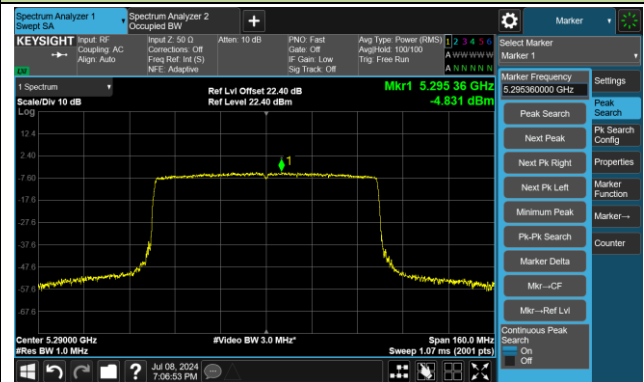 Spectrum Analyzer 1
Swept SA
Spectrum Analyzer 2
Occupied BW
Marker
KEYSIGHT
Input: RF
Coupling: AC
Align: Auto
Input Z: 50 Ω
Corrections: Off
Freq Ref: Int (S)
NFE: Adaptive
Atten: 10 dB
PNO: Fast
Gate: Off
IF Gain: Low
Sig Track: Off
Avg Type: Power (RMS)
Avg|Hold: 100/100
Trig: Free Run
1 2 3 4 5 6
A W W W W W
A N N N N N
LXI
Select Marker
Marker 1
1 Spectrum
Scale/Div 10 dB
Log
Ref Lvl Offset 22.40 dB
Ref Level 22.40 dBm
Mkr1 5.295 36 GHz
-4.831 dBm
12.4
2.40
-7.60
-17.6
-27.6
-37.6
-47.6
-57.6
-67.6
1
Center 5.29000 GHz
#Res BW 1.0 MHz
#Video BW 3.0 MHz*
Span 160.0 MHz
Sweep 1.07 ms (2001 pts)
Marker Frequency
5.295360000 GHz
Peak Search
Next Peak
Next Pk Right
Next Pk Left
Minimum Peak
Pk-Pk Search
Marker Delta
Mkr→CF
Mkr→Ref Lvl
Continuous Peak
Search
On
Off
Settings
Peak
Search
Pk Search
Config
Properties
Marker
Function
Marker→
Counter
Jul 08, 2024
7:06:53 PM